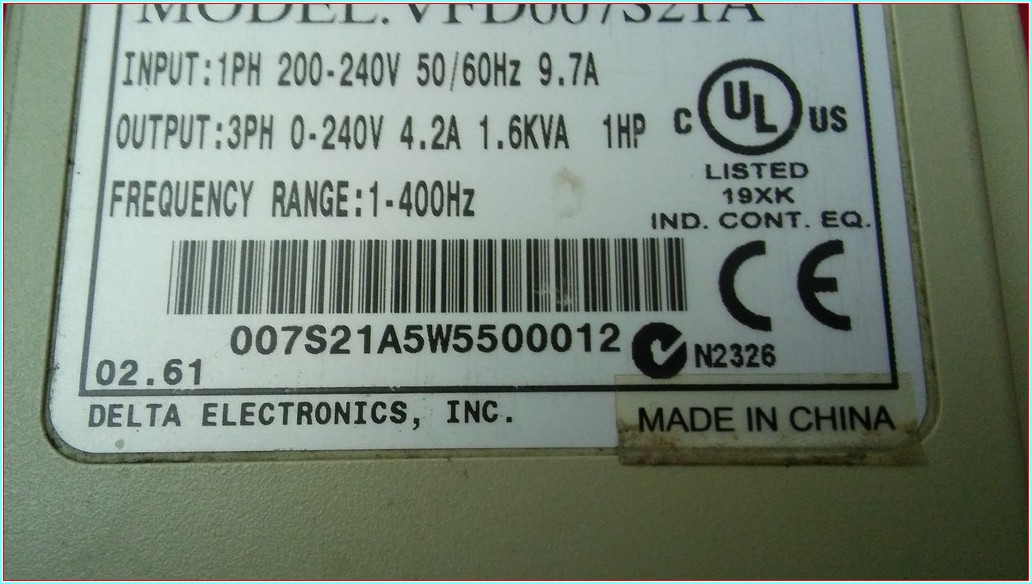 MODEL:VFD007S21A
INPUT:1PH 200-240V 50/60Hz 9.7A
OUTPUT:3PH 0-240V 4.2A 1.6KVA 1HP
FREQUENCY RANGE:1-400Hz
C UL US
LISTED
19XK
IND. CONT. EQ.
CE
007S21A5W5500012
N2326
02.61
DELTA ELECTRONICS, INC.
MADE IN CHINA